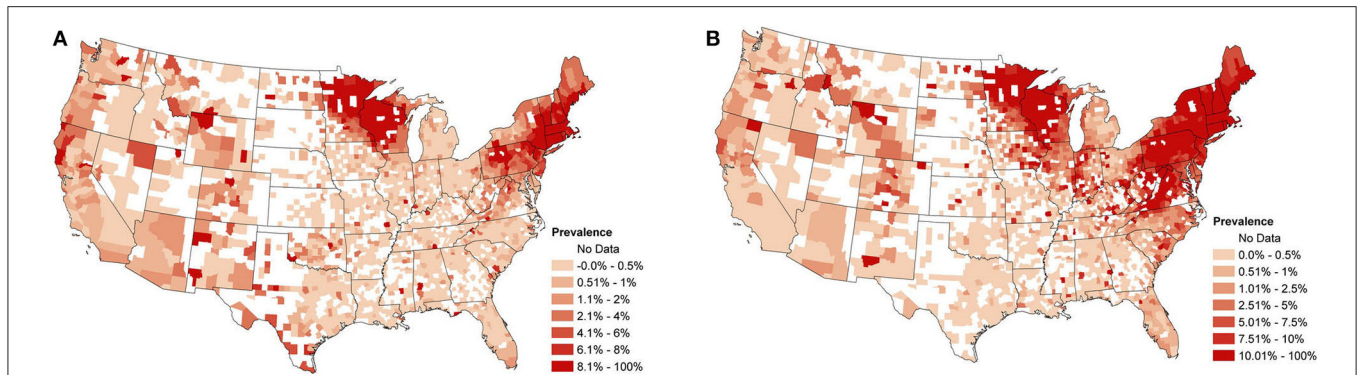 A
Prevalence
No Data
-0.0% - 0.5%
0.51% - 1%
1.1% - 2%
2.1% - 4%
4.1% - 6%
6.1% - 8%
8.1% - 100%
B
Prevalence
No Data
0.0% - 0.5%
0.51% - 1%
1.01% - 2.5%
2.51% - 5%
5.01% - 7.5%
7.51% - 10%
10.01% - 100%